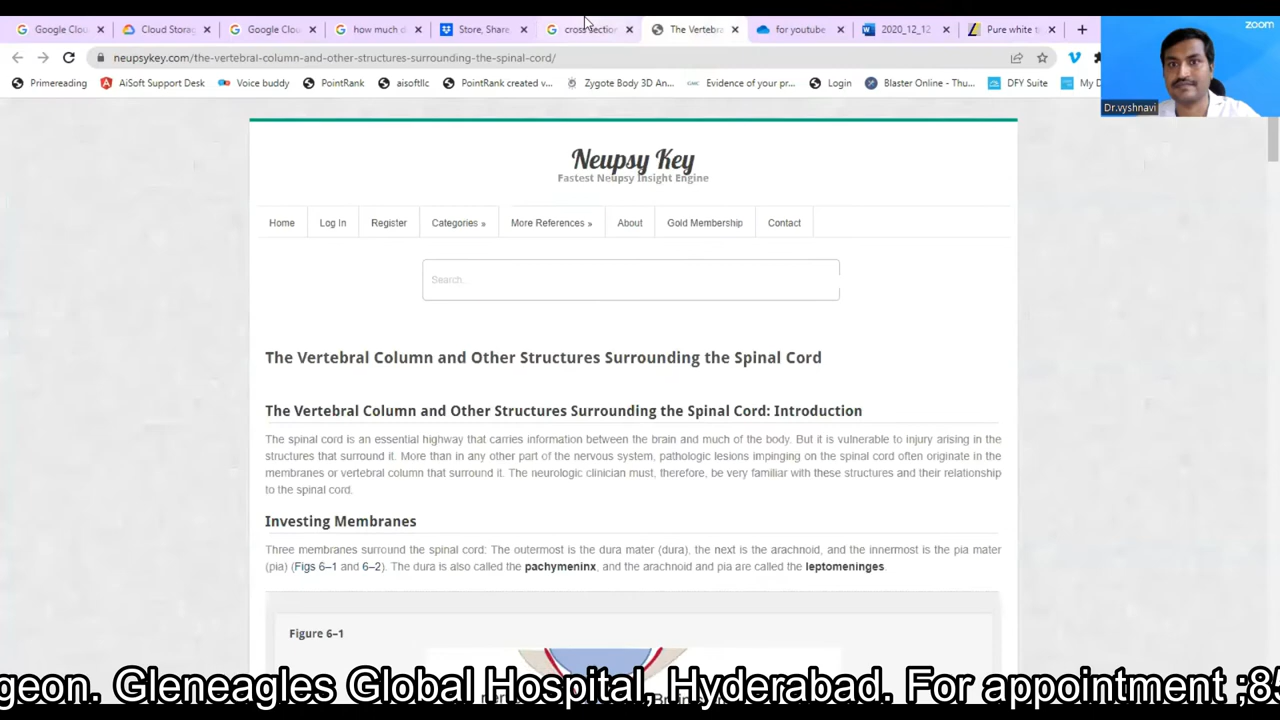 Google Clou
Cloud Storag
Google Clou
how much d
Store, Share,
cross section
The Vertebra
for youtube
2020_12_12
Pure white ti
zoom
neupsykey.com/the-vertebral-column-and-other-structures-surrounding-the-spinal-cord/
Primereading
AiSoft Support Desk
Voice buddy
PointRank
aisoftllc
PointRank created v...
Zygote Body 3D An...
Evidence of your pr...
Login
Blaster Online - Thu...
DFY Suite
My D
Dr.vyshnavi
Neupsy Key
Fastest Neupsy Insight Engine
Home
Log In
Register
Categories »
More References »
About
Gold Membership
Contact
Search...
The Vertebral Column and Other Structures Surrounding the Spinal Cord
The Vertebral Column and Other Structures Surrounding the Spinal Cord: Introduction
The spinal cord is an essential highway that carries information between the brain and much of the body. But it is vulnerable to injury arising in the
structures that surround it. More than in any other part of the nervous system, pathologic lesions impinging on the spinal cord often originate in the
membranes or vertebral column that surround it. The neurologic clinician must, therefore, be very familiar with these structures and their relationship
to the spinal cord.
Investing Membranes
Three membranes surround the spinal cord: The outermost is the dura mater (dura), the next is the arachnoid, and the innermost is the pia mater
(pia) (Figs 6–1 and 6–2). The dura is also called the pachymeninx, and the arachnoid and pia are called the leptomeninges.
Figure 6–1
geon. Gleneagles Global Hospital, Hyderabad. For appointment ;85